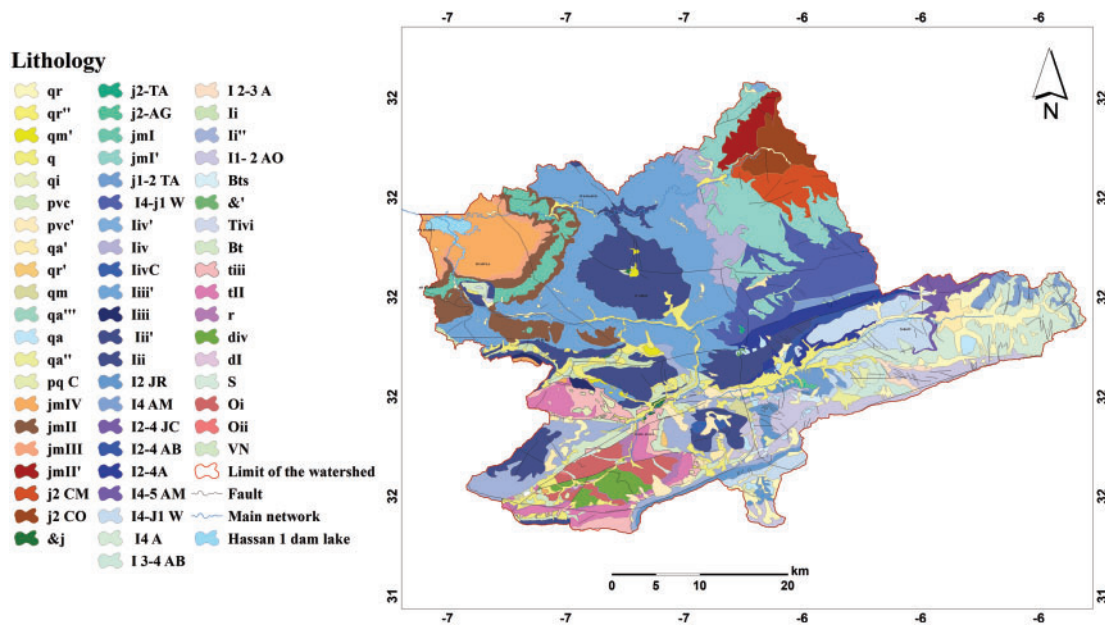 -7 -7 -7 -6 -6 -6
Lithology
qr
qr''
qm'
q
qi
pvc
pvc'
qa'
qr'
qm
qa'''
qa
qa''
pq C
jmIV
jmII
jmIII
jmII'
j2 CM
j2 CO
&j
j2-TA
j2-AG
jmI
jmI'
j1-2 TA
I4-j1 W
Iiv'
Iiv
IivC
Iiii'
Iiii
Iii'
Iii
I2 JR
I4 AM
I2-4 JC
I2-4 AB
I2-4A
I4-5 AM
I4-J1 W
I4 A
I 3-4 AB
I 2-3 A
Ii
Ii''
I1- 2 AO
Bts
&'
Tivi
Bt
tiii
tII
r
div
dI
S
Oi
Oii
VN
Limit of the watershed
Fault
Main network
Hassan 1 dam lake
32 32
32 32
32 32
32 32
32 32
31 31
N
km
0 5 10 20
-7 -7 -7 -6 -6 -6